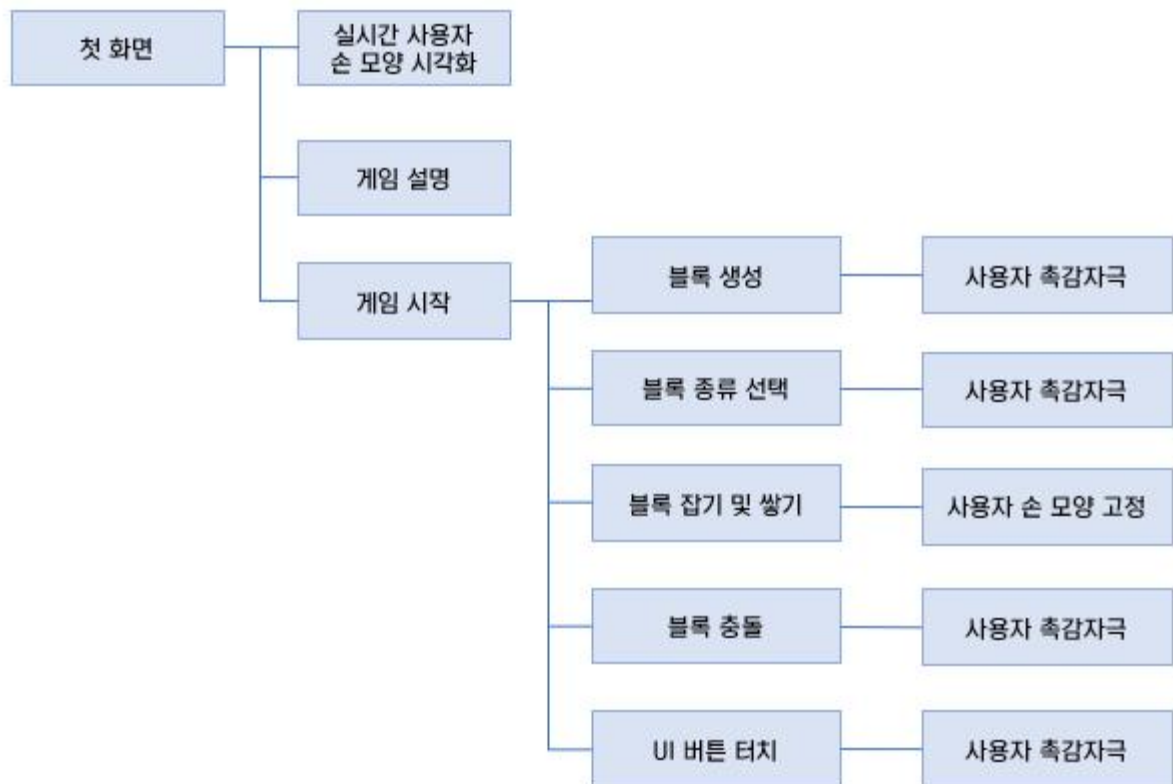 첫 화면
실시간 사용자
손 모양 시각화
게임 설명
게임 시작
블록 생성
사용자 촉감자극
블록 종류 선택
사용자 촉감자극
블록 잡기 및 쌓기
사용자 손 모양 고정
블록 충돌
사용자 촉감자극
UI 버튼 터치
사용자 촉감자극